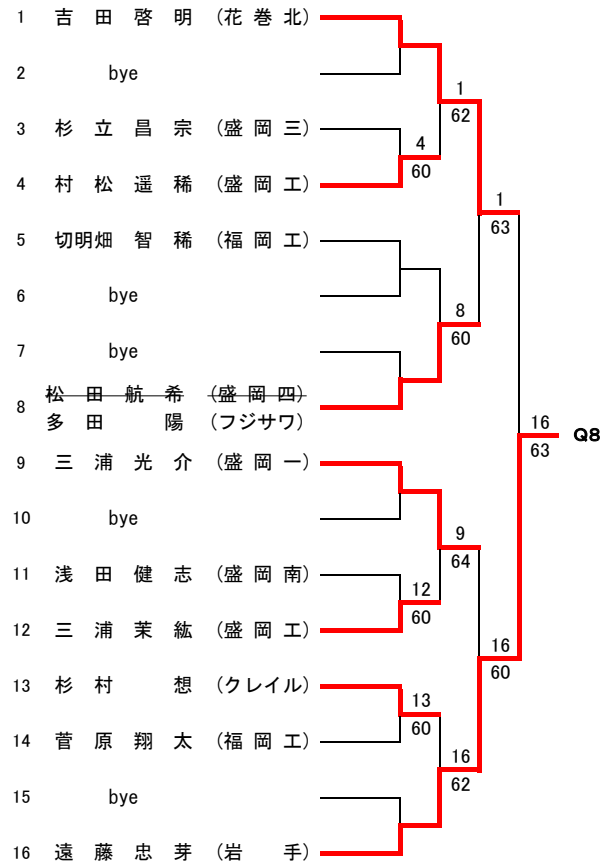 1 吉田啓明 (花巻北)
2 bye
3 杉立昌宗 (盛岡三)
4 村松遥稀 (盛岡工)
5 切明畑智稀 (福岡工)
6 bye
7 bye
松田航希 (盛岡四)
8 多田陽 (フジサワ)
9 三浦光介 (盛岡一)
10 bye
11 浅田健志 (盛岡南)
12 三浦茉紘 (盛岡工)
13 杉村想 (クレイル)
14 菅原翔太 (福岡工)
15 bye
16 遠藤忠芽 (岩手)
4
60
12
60
13
60
1
62
8
60
9
64
16
62
1
63
16
60
16
63
Q8